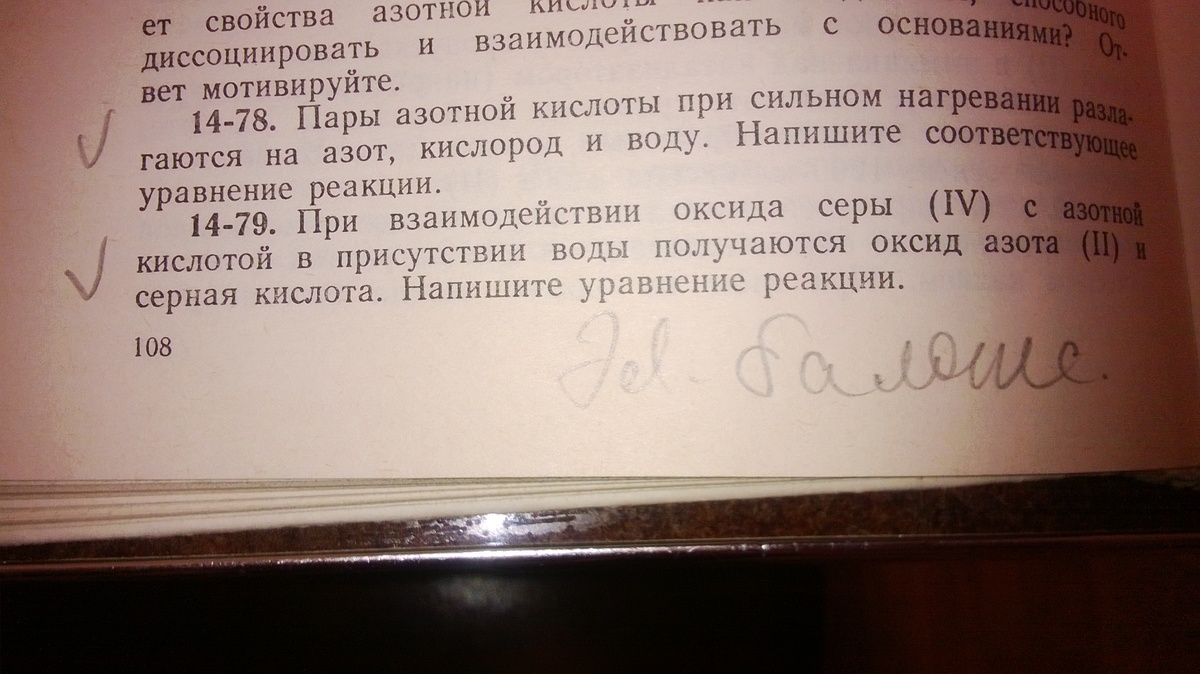 ет свойства азотной кислоты способного
диссоциировать и взаимодействовать с основаниями? От-
вет мотивируйте.
14-78. Пары азотной кислоты при сильном нагревании разла-
гаются на азот, кислород и воду. Напишите соответствующее
уравнение реакции.
14-79. При взаимодействии оксида серы (IV) с азотной
кислотой в присутствии воды получаются оксид азота (II) и
серная кислота. Напишите уравнение реакции.
108